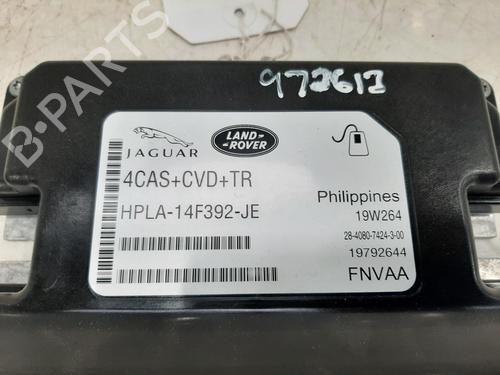 972612
JAGUAR
LAND-
ROVER
4CAS+CVD+TR
HPLA-14F392-JE
Philippines
19W264
28-4080-7424-3-00
19792644
FNVAA
B-PARTS